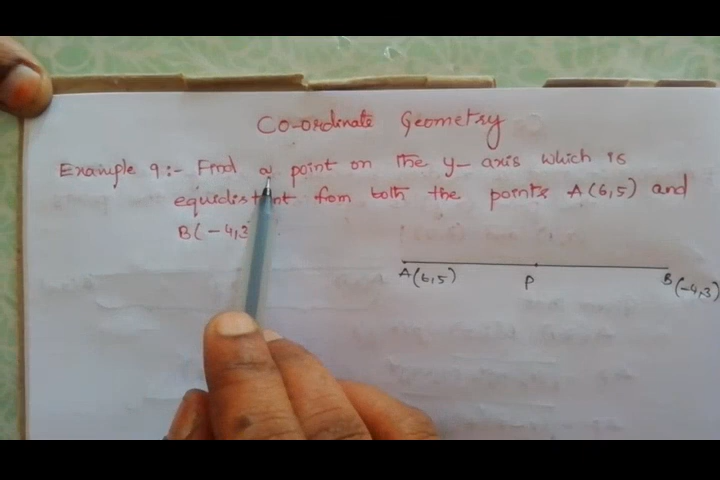 Co-ordinate Geometry
Example 9:- Find a point on the y-axis which is
equidistant from both the points A(6,5) and
B(-4,3
A(6,5) P B(-4,3)